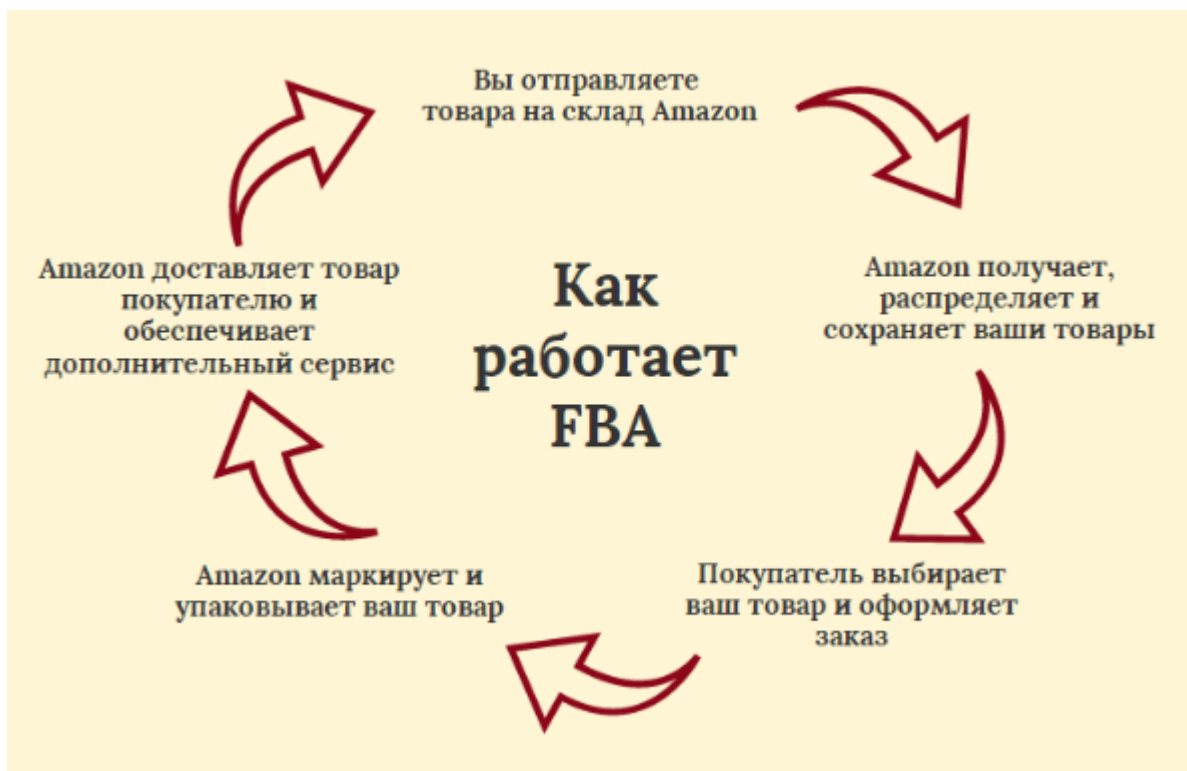 Вы отправляете
товара на склад Amazon
Amazon получает,
распределяет и
сохраняет ваши товары
Покупатель выбирает
ваш товар и оформляет
заказ
Amazon маркирует и
упаковывает ваш товар
Amazon доставляет товар
покупателю и
обеспечивает
дополнительный сервис
Как
работает
FBA